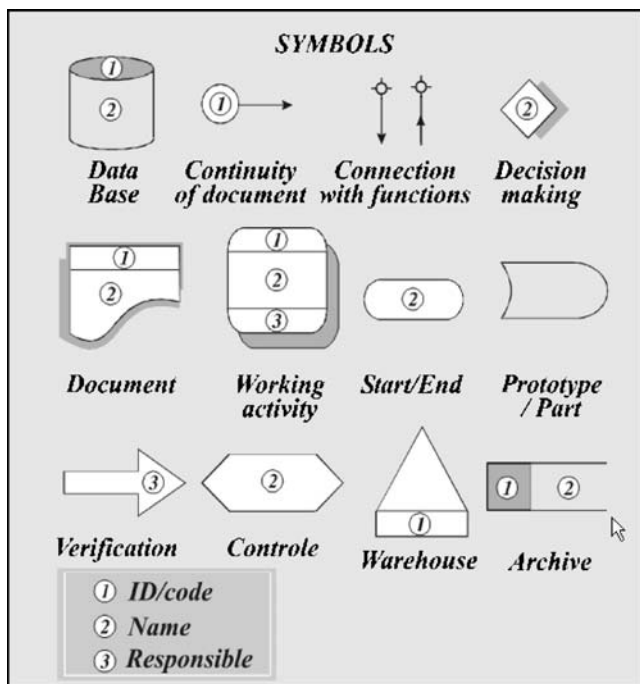 SYMBOLS
1
2
1
2
Data
Base
Continuity
of document
Connection
with functions
Decision
making
1
2
1
2
3
2
Document
Working
activity
Start/End
Prototype
/ Part
3
2
1
1
2
Verification
Controle
Warehouse
Archive
1 ID/code
2 Name
3 Responsible